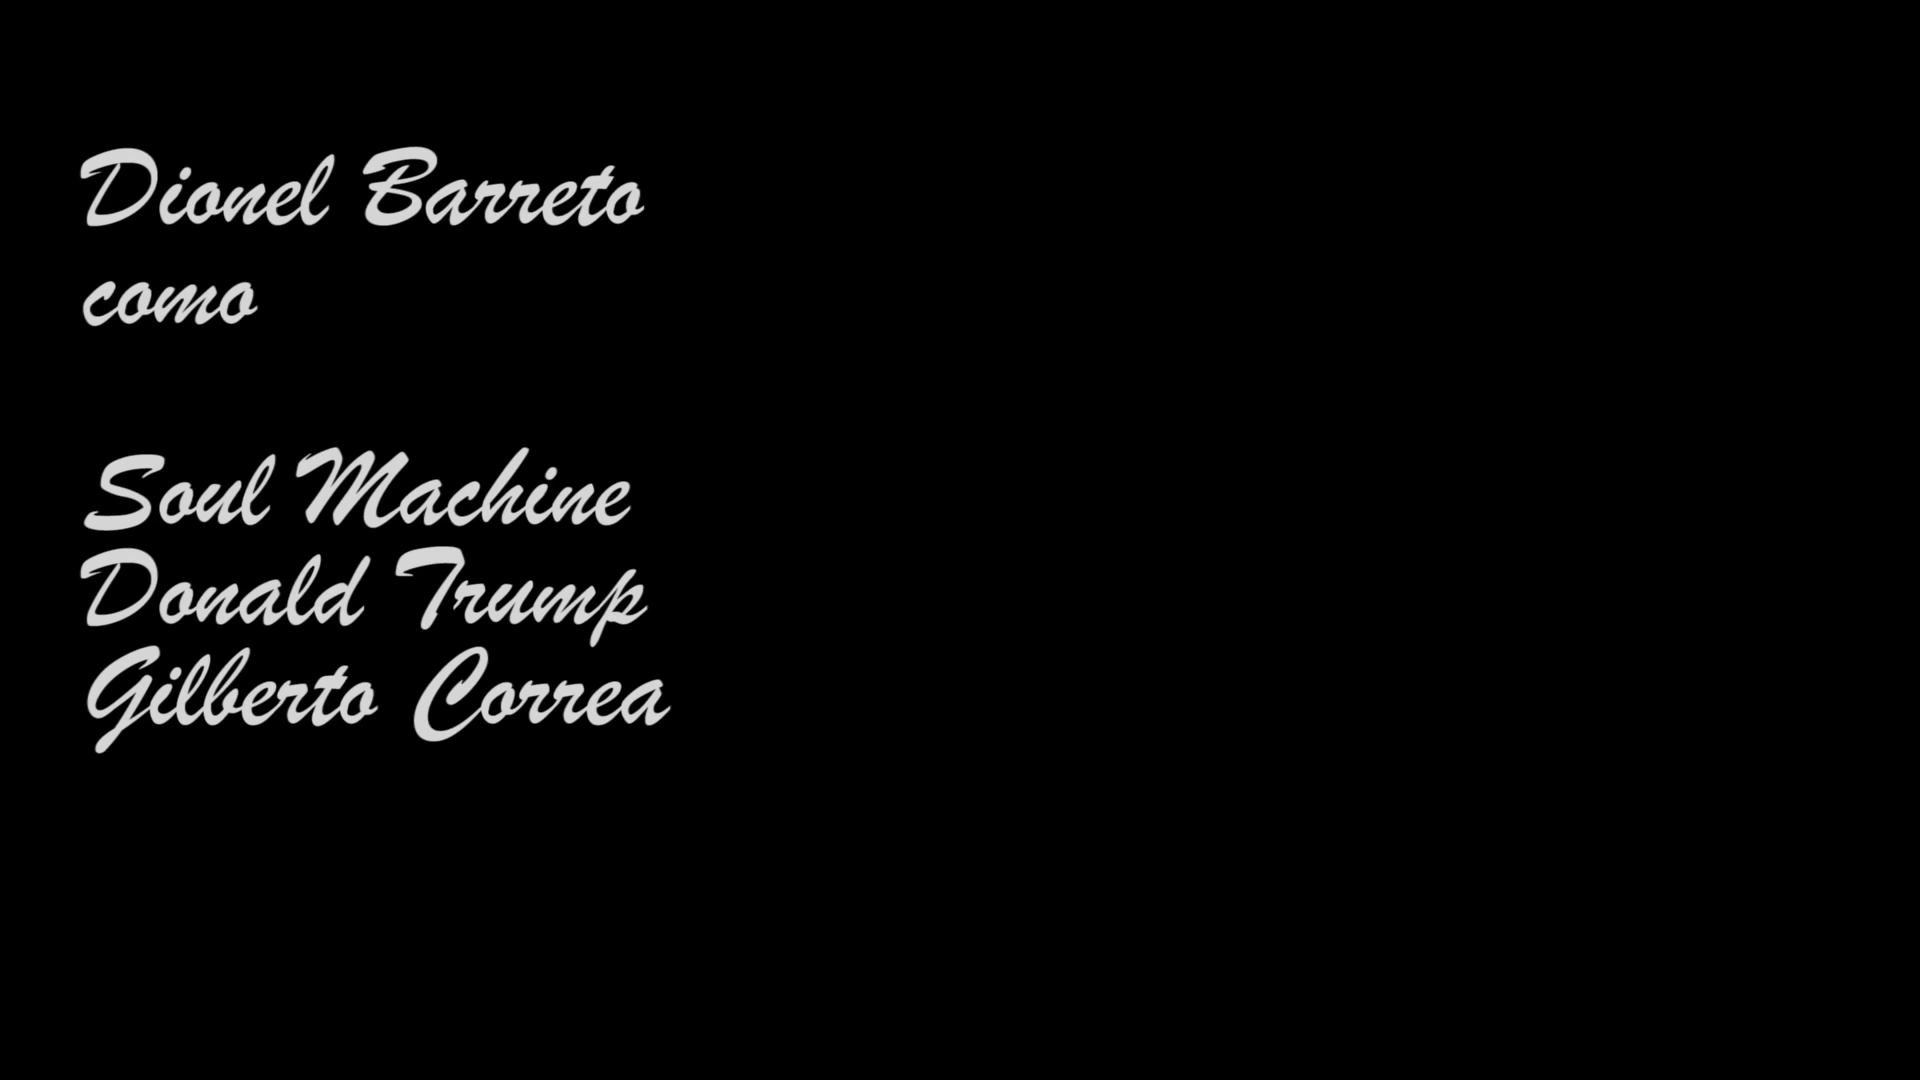 Dionel Barreto
como
Soul Machine
Donald Trump
Gilberto Correa